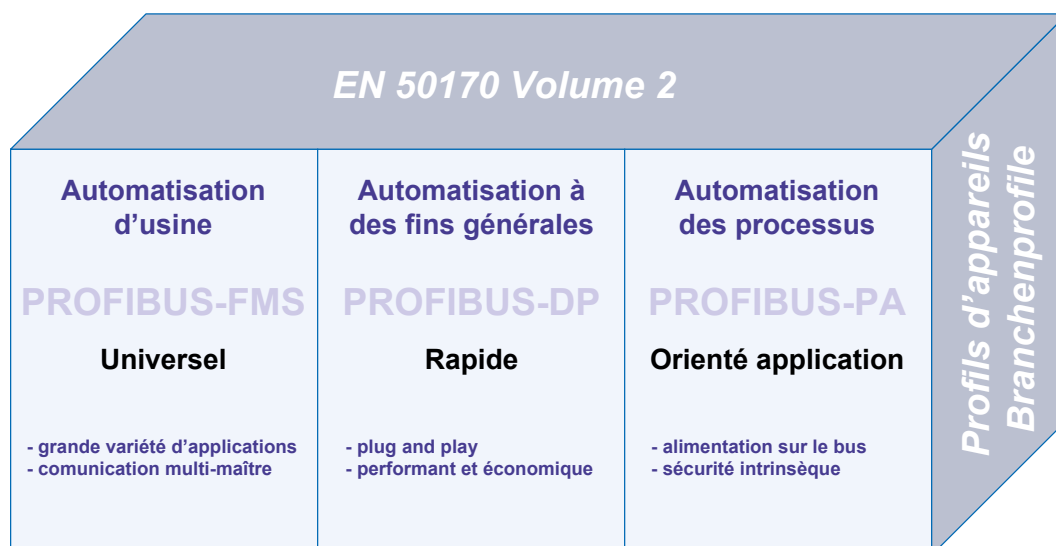 EN 50170 Volume 2
Automatisation
d’usine
PROFIBUS-FMS
Universel
- grande variété d’applications
- comunication multi-maître
Automatisation à
des fins générales
PROFIBUS-DP
Rapide
- plug and play
- performant et économique
Automatisation
des processus
PROFIBUS-PA
Orienté application
- alimentation sur le bus
- sécurité intrinsèque
Profils d’appareils
Branchenprofile